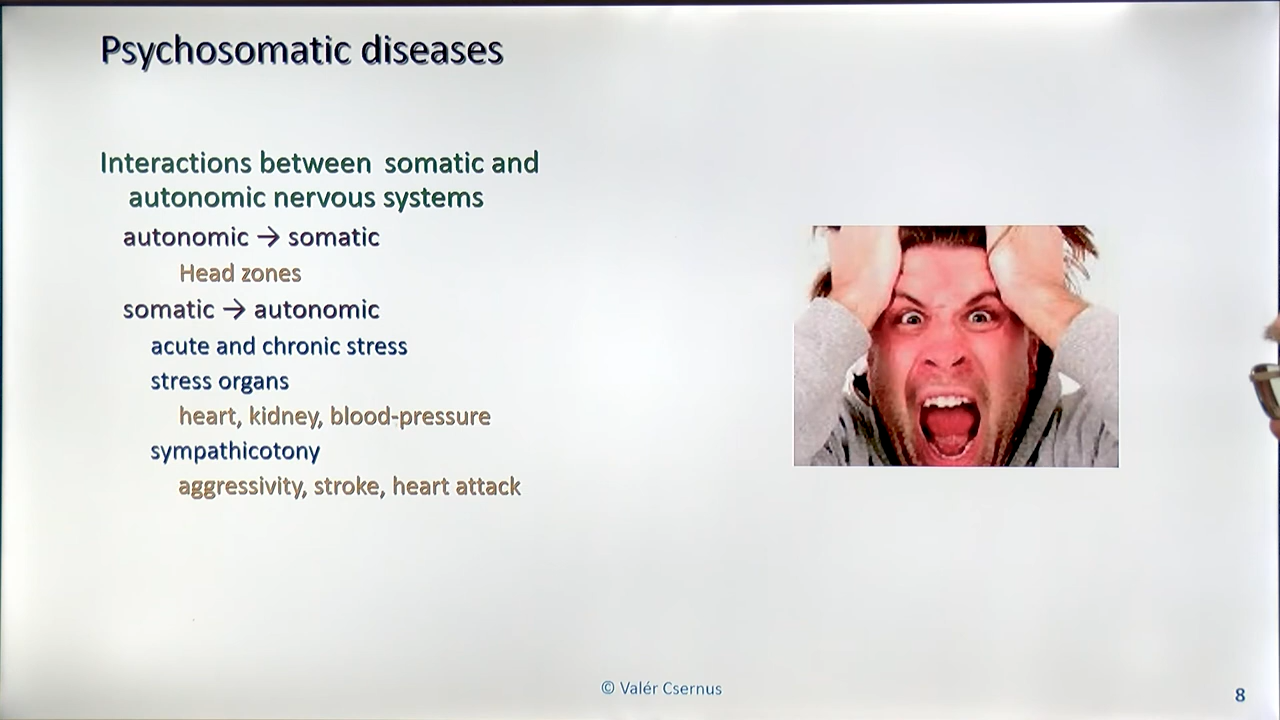 Psychosomatic diseases
Interactions between somatic and
autonomic nervous systems
autonomic → somatic
Head zones
somatic → autonomic
acute and chronic stress
stress organs
heart, kidney, blood-pressure
sympathicotony
aggressivity, stroke, heart attack
© Valér Csernus
8